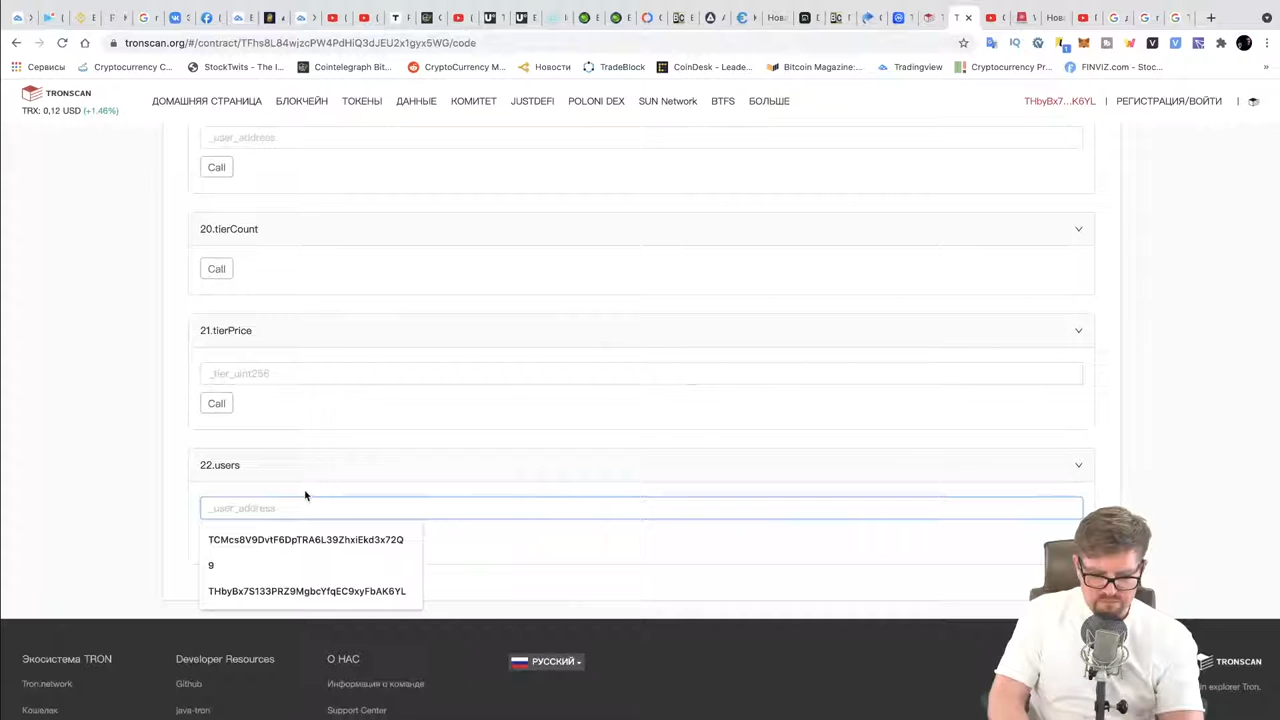 tronscan.org/#/contract/TFhs8L84wjzcPW4PdHiQ3dJEU2x1gyx5WG/code
Сервисы
Cryptocurrency C...
StockTwits - The I...
Cointelegraph Bit...
CryptoCurrency M...
Новости
TradeBlock
CoinDesk - Leade...
Bitcoin Magazine:...
Tradingview
Cryptocurrency Pr...
FINVIZ.com - Stoc...
»
TRONSCAN
TRX: 0,12 USD (+1.46%)
ДОМАШНЯЯ СТРАНИЦА
БЛОКЧЕЙН
ТОКЕНЫ
ДАННЫЕ
КОМИТЕТ
JUSTDEFI
POLONI DEX
SUN Network
BTFS
БОЛЬШЕ
THbyBx7...K6YL | РЕГИСТРАЦИЯ/ВОЙТИ |
_user_address
Call
20.tierCount
Call
21.tierPrice
_tier_uint256
Call
22.users
_user_address
TCMcs8V9DvtF6DpTRA6L39ZhxiEkd3x72Q
9
THbyBx7S133PRZ9MgbcYfqEC9xyFbAK6YL
Экосистема TRON
Developer Resources
О НАС
РУССКИЙ
TRONSCAN
Tron.network
Github
Информация о команде
n explorer Tron.
Кошелек
java-tron
Support Center